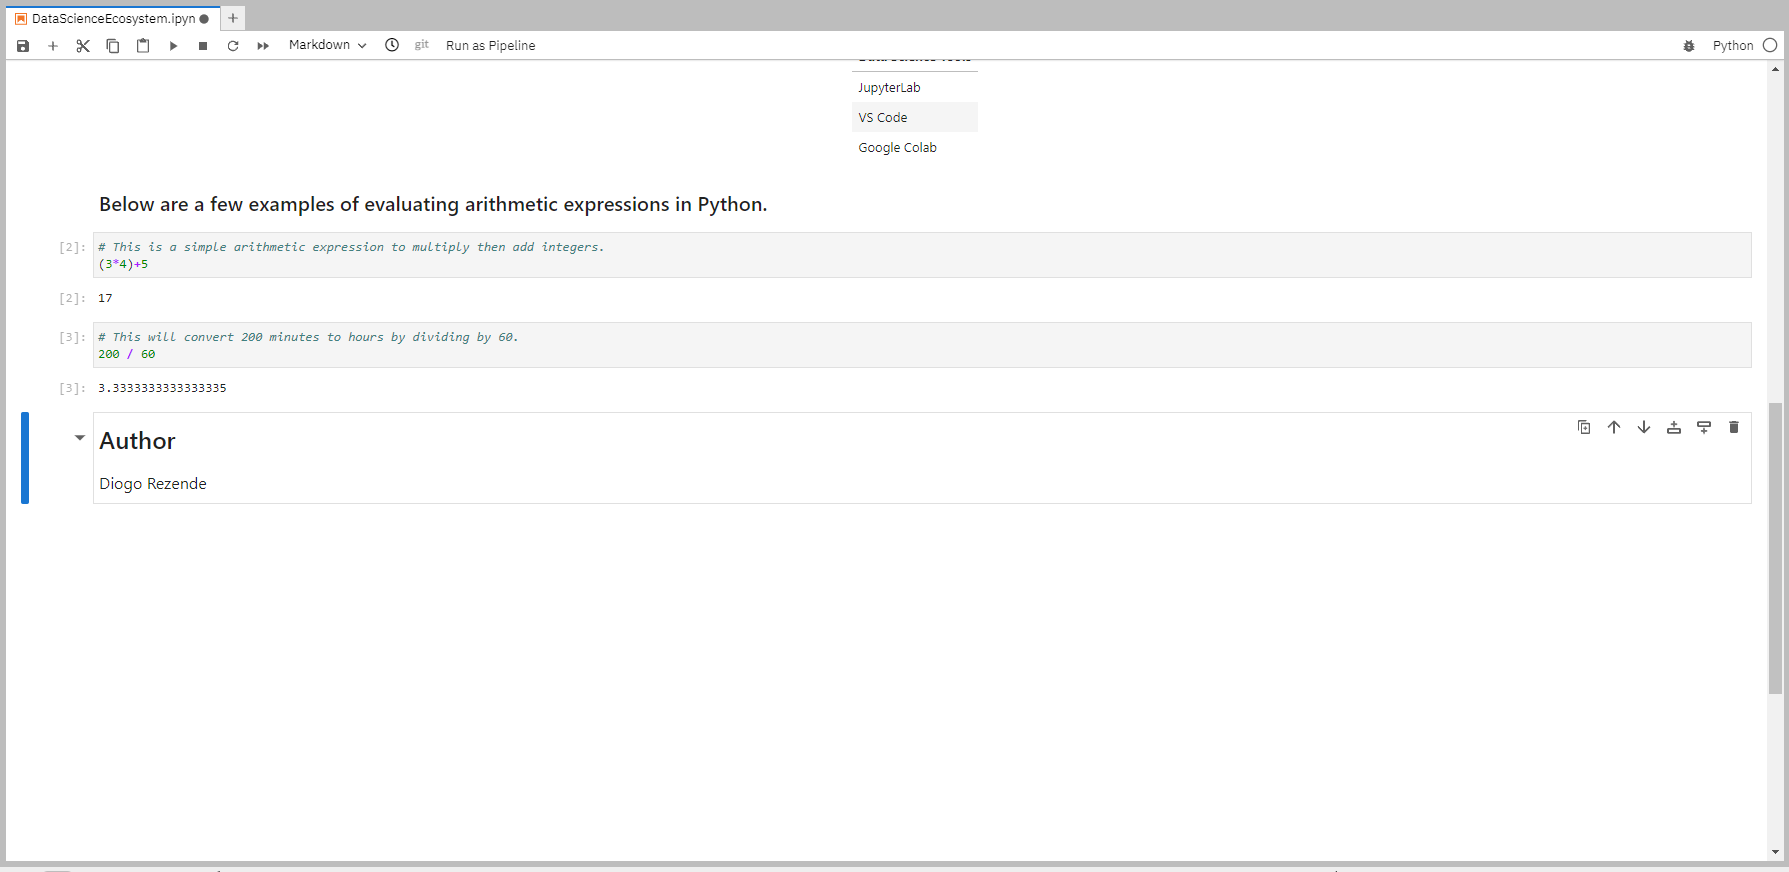 DataScienceEcosystem.ipyn
Markdown
git
Run as Pipeline
Python
Data Science Tools
JupyterLab
VS Code
Google Colab
Below are a few examples of evaluating arithmetic expressions in Python.
[2]: # This is a simple arithmetic expression to multiply then add integers.
(3*4)+5
[2]: 17
[3]: # This will convert 200 minutes to hours by dividing by 60.
200 / 60
[3]: 3.3333333333333335
Author
Diogo Rezende